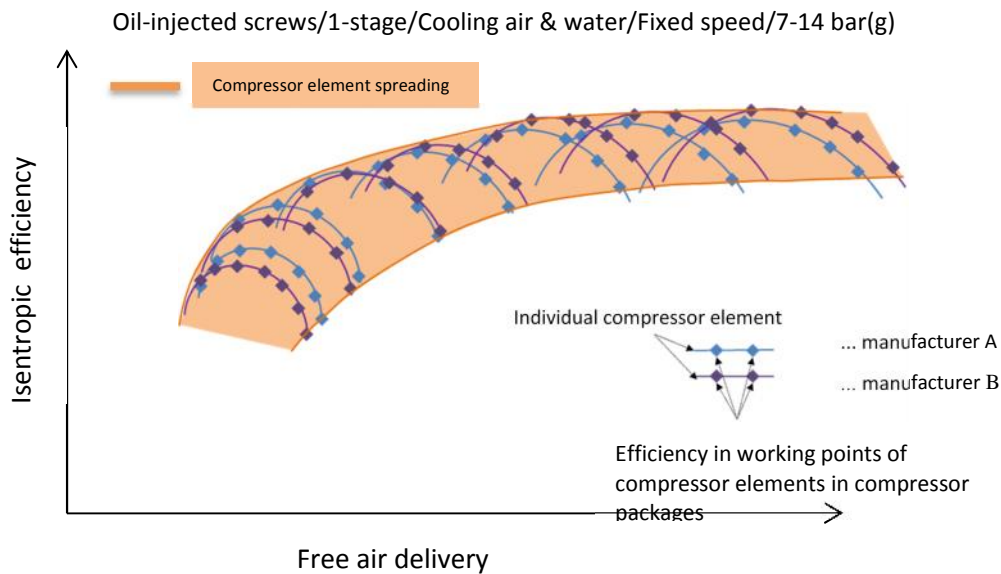 Oil-injected screws/1-stage/Cooling air & water/Fixed speed/7-14 bar(g)
Compressor element spreading
Isentropic efficiency
Individual compressor element
... manufacturer A
... manufacturer B
Efficiency in working points of
compressor elements in compressor
packages
Free air delivery